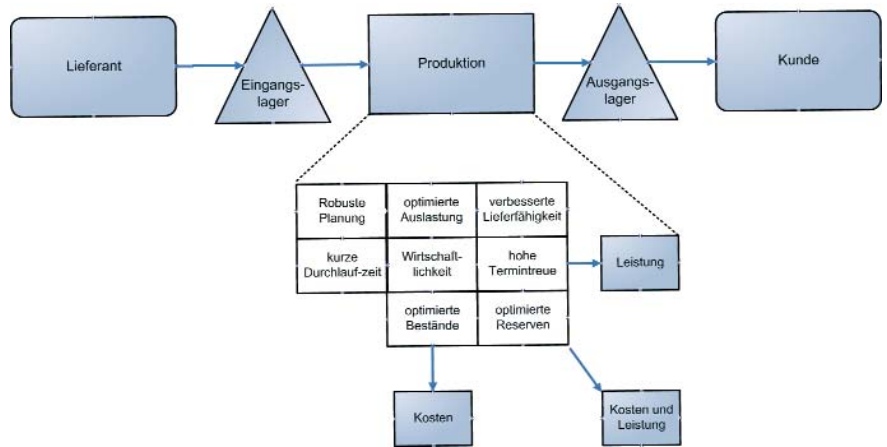 Lieferant
Eingangs-
lager
Produktion
Ausgangs-
lager
Kunde
Robuste
Planung
optimierte
Auslastung
verbesserte
Lieferfähigkeit
kurze
Durchlauf-zeit
Wirtschaft-
lichkeit
hohe
Termintreue
Leistung
optimierte
Bestände
optimierte
Reserven
Kosten
Kosten und
Leistung